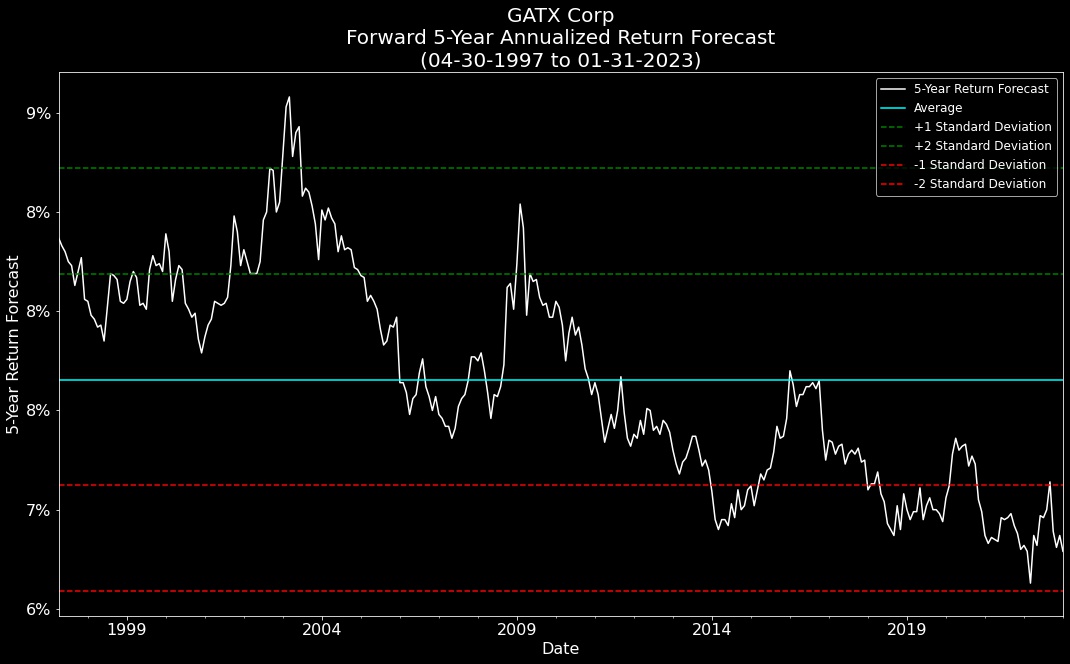 GATX Corp
Forward 5-Year Annualized Return Forecast
(04-30-1997 to 01-31-2023)
5-Year Return Forecast
Average
+1 Standard Deviation
+2 Standard Deviation
-1 Standard Deviation
-2 Standard Deviation
5-Year Return Forecast
9%
8%
8%
8%
7%
6%
1999
2004
2009
2014
2019
Date